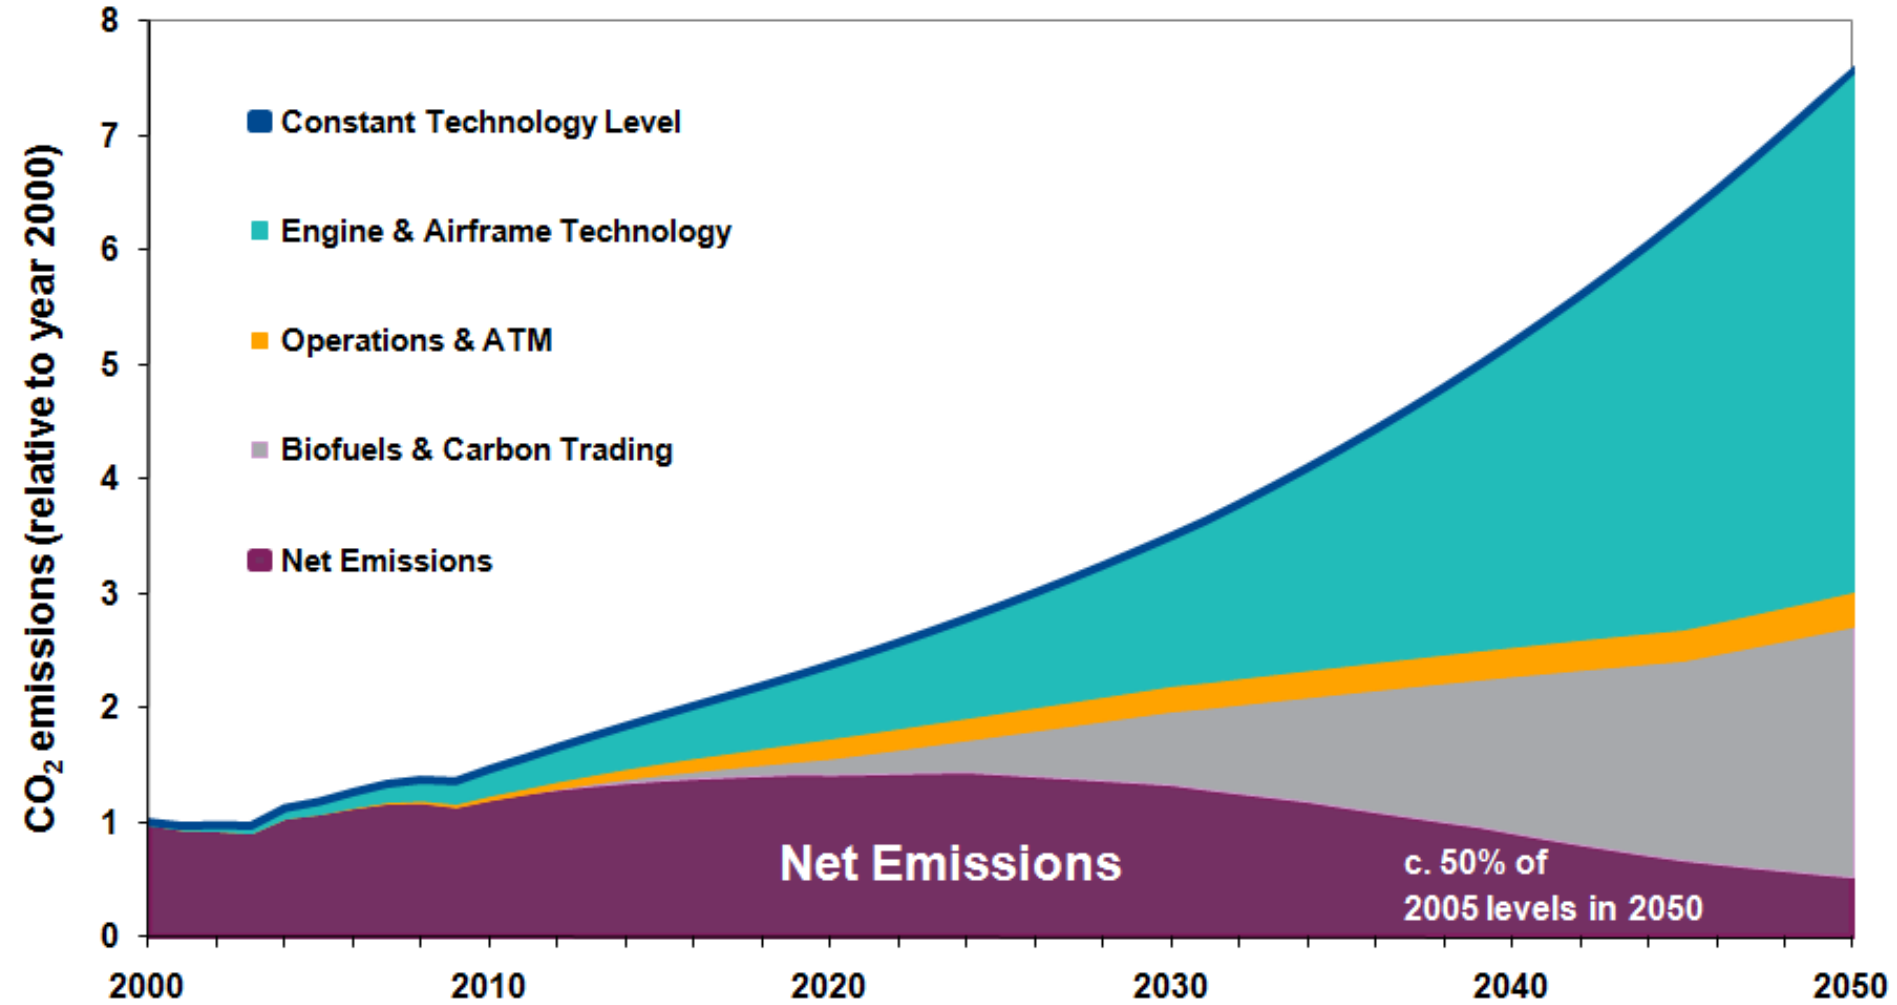 CO₂ emissions (relative to year 2000)
8
7
6
5
4
3
2
1
0
Constant Technology Level
Engine & Airframe Technology
Operations & ATM
Biofuels & Carbon Trading
Net Emissions
Net Emissions
c. 50% of
2005 levels in 2050
2000 2010 2020 2030 2040 2050